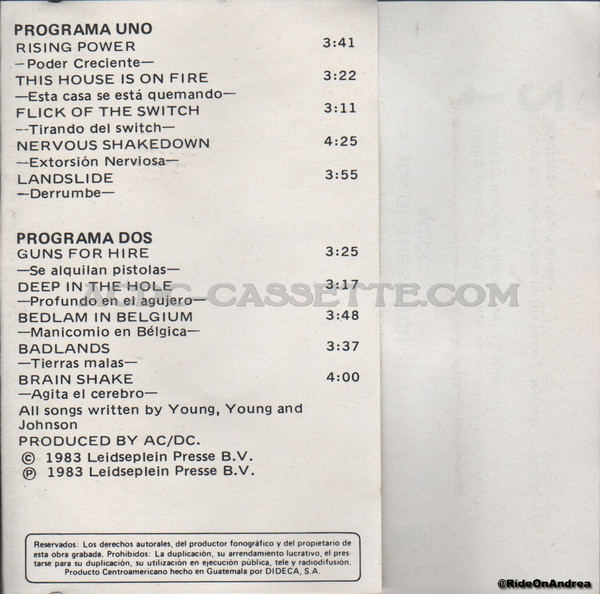 PROGRAMA UNO
RISING POWER 3:41
—Poder Creciente—
THIS HOUSE IS ON FIRE 3:22
—Esta casa se está quemando—
FLICK OF THE SWITCH 3:11
—Tirando del switch—
NERVOUS SHAKEDOWN 4:25
—Extorsión Nerviosa—
LANDSLIDE 3:55
—Derrumbe—
PROGRAMA DOS
GUNS FOR HIRE 3:25
—Se alquilan pistolas—
DEEP IN THE HOLE 3:17
—Profundo en el agujero—
BEDLAM IN BELGIUM 3:48
—Manicomio en Bélgica—
BADLANDS 3:37
—Tierras malas—
BRAIN SHAKE 4:00
—Agita el cerebro—
All songs written by Young, Young and
Johnson
PRODUCED BY AC/DC.
© 1983 Leidseplein Presse B.V.
℗ 1983 Leidseplein Presse B.V.
Reservados: Los derechos autorales, del productor fonográfico y del propietario de
esta obra grabada. Prohibidos: La duplicación, su arrendamiento lucrativo, el pres-
tarse para su duplicación, su utilización en ejecución pública, tele y radiodifusión.
Producto Centroamericano hecho en Guatemala por DIDECA, S.A.
ACDC-CASSETTE.COM
@RideOnAndrea